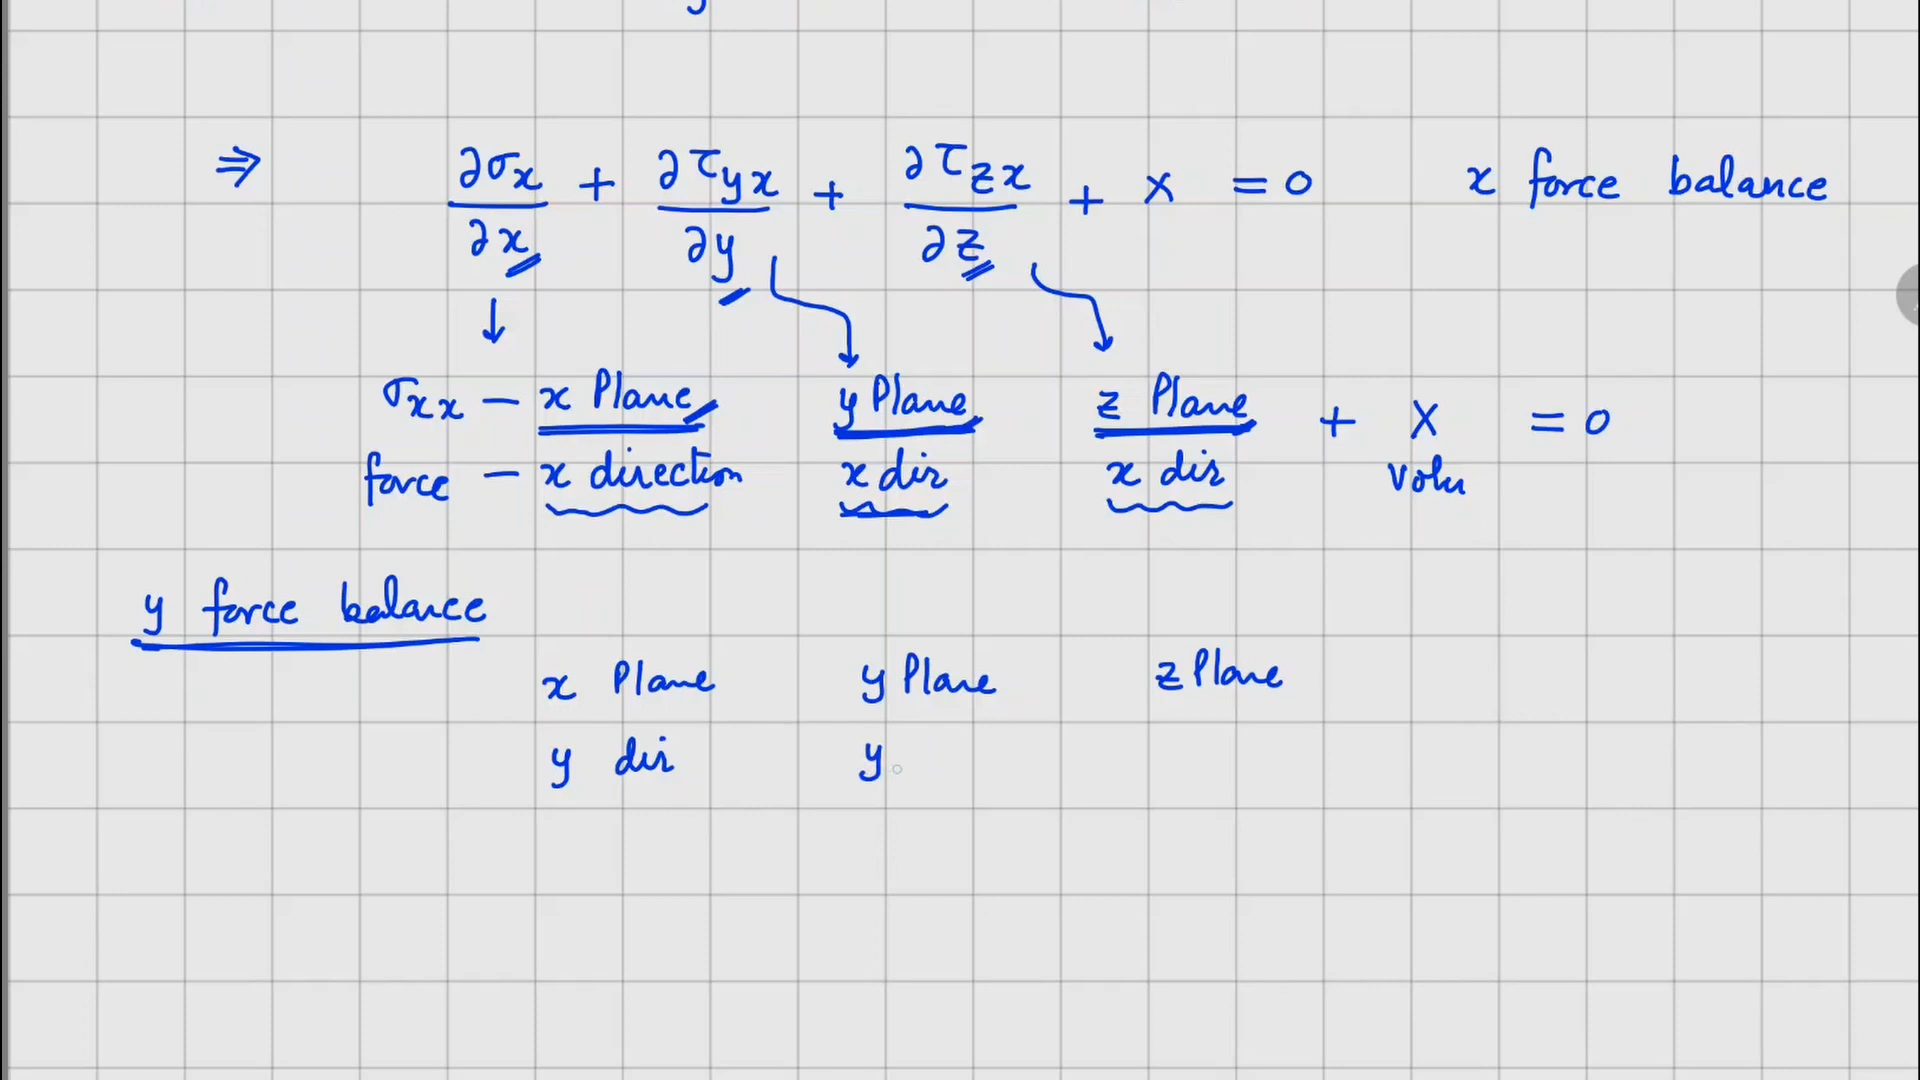 ⇒ ∂σx/∂x + ∂τyx/∂y + ∂τzx/∂z + X = 0 x force balance
σxx – x Plane y Plane z Plane + X = 0
force – x direction x dir x dir
y force balance
x Plane y Plane z Plane
y dir y